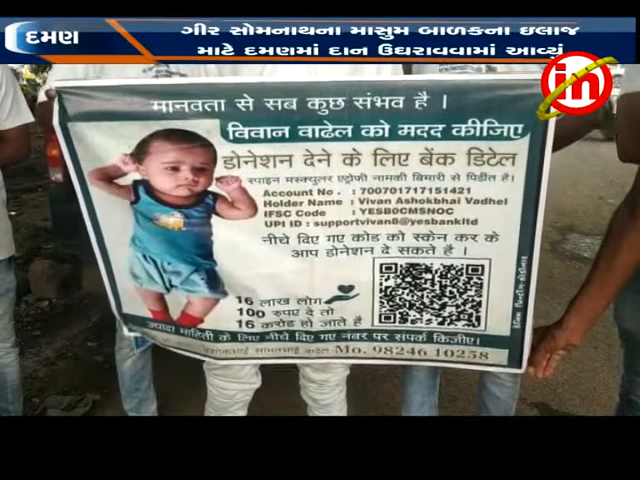 દમણ
ગીર સોમનાથના માસુમ બાળકના ઇલાજ
માટે દમણમાં દાન ઉઘરાવવામાં આવ્યું
in
मानवता से सब कुछ संभव है ।
विवान वाढेल को मदद कीजिए
डोनेशन देने के लिए बेंक डिटेल
स्पाइन मस्क्युलर एट्रोफी नामकी बिमारी से पिडीत है।
Account No. : 700701717151421
Holder Name : Vivan Ashokbhai Vadhel
IFSC Code : YESB0CMSNOC
UPI ID : supportvivan8@yesbankltd
नीचे दिए गए कोड को स्केन कर के
आप डोनेशन दे सकते है ।
16 लाख लोग
100 रुपए दे तो
16 करोड हो जाते है
ज्यादा माहिती के लिए नीचे दिए गए नंबर पर संपर्क किजीए।
Mo. 98246 10258